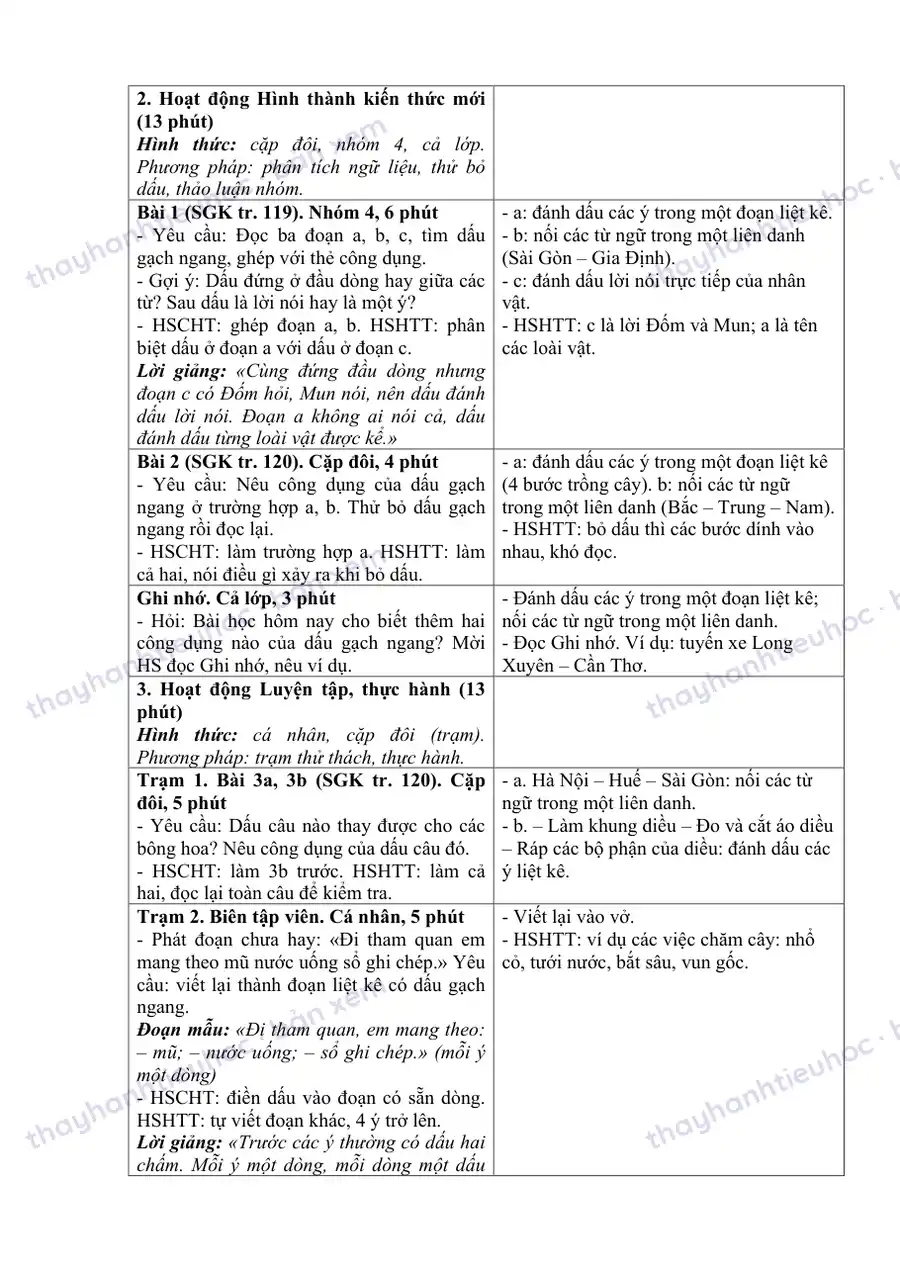 2. Hoạt động Hình thành kiến thức mới
(13 phút)
Hình thức: cặp đôi, nhóm 4, cả lớp.
Phương pháp: phân tích ngữ liệu, thử bỏ
dấu, thảo luận nhóm.
Bài 1 (SGK tr. 119). Nhóm 4, 6 phút
- Yêu cầu: Đọc ba đoạn a, b, c, tìm dấu
gạch ngang, ghép với thẻ công dụng.
- Gợi ý: Dấu đứng ở đầu dòng hay giữa các
từ? Sau dấu là lời nói hay là một ý?
- HSCHT: ghép đoạn a, b. HSHTT: phân
biệt dấu ở đoạn a với dấu ở đoạn c.
Lời giảng: «Cùng đứng đầu dòng nhưng
đoạn c có Đốm hỏi, Mun nói, nên dấu đánh
dấu lời nói. Đoạn a không ai nói cả, dấu
đánh dấu từng loài vật được kể.»
- a: đánh dấu các ý trong một đoạn liệt kê.
- b: nối các từ ngữ trong một liên danh
(Sài Gòn – Gia Định).
- c: đánh dấu lời nói trực tiếp của nhân
vật.
- HSHTT: c là lời Đốm và Mun; a là tên
các loài vật.
Bài 2 (SGK tr. 120). Cặp đôi, 4 phút
- Yêu cầu: Nêu công dụng của dấu gạch
ngang ở trường hợp a, b. Thử bỏ dấu gạch
ngang rồi đọc lại.
- HSCHT: làm trường hợp a. HSHTT: làm
cả hai, nói điều gì xảy ra khi bỏ dấu.
- a: đánh dấu các ý trong một đoạn liệt kê
(4 bước trồng cây). b: nối các từ ngữ
trong một liên danh (Bắc – Trung – Nam).
- HSHTT: bỏ dấu thì các bước dính vào
nhau, khó đọc.
Ghi nhớ. Cả lớp, 3 phút
- Hỏi: Bài học hôm nay cho biết thêm hai
công dụng nào của dấu gạch ngang? Mời
HS đọc Ghi nhớ, nêu ví dụ.
- Đánh dấu các ý trong một đoạn liệt kê;
nối các từ ngữ trong một liên danh.
- Đọc Ghi nhớ. Ví dụ: tuyến xe Long
Xuyên – Cần Thơ.
3. Hoạt động Luyện tập, thực hành (13
phút)
Hình thức: cá nhân, cặp đôi (trạm).
Phương pháp: trạm thử thách, thực hành.
Trạm 1. Bài 3a, 3b (SGK tr. 120). Cặp
đôi, 5 phút
- Yêu cầu: Dấu câu nào thay được cho các
bông hoa? Nêu công dụng của dấu câu đó.
- HSCHT: làm 3b trước. HSHTT: làm cả
hai, đọc lại toàn câu để kiểm tra.
- a. Hà Nội – Huế – Sài Gòn: nối các từ
ngữ trong một liên danh.
- b. – Làm khung diều – Đo và cắt áo diều
– Ráp các bộ phận của diều: đánh dấu các
ý liệt kê.
Trạm 2. Biên tập viên. Cá nhân, 5 phút
- Phát đoạn chưa hay: «Đi tham quan em
mang theo mũ nước uống sổ ghi chép.» Yêu
cầu: viết lại thành đoạn liệt kê có dấu gạch
ngang.
Đoạn mẫu: «Đi tham quan, em mang theo:
– mũ; – nước uống; – sổ ghi chép.» (mỗi ý
một dòng)
- HSCHT: điền dấu vào đoạn có sẵn dòng.
HSHTT: tự viết đoạn khác, 4 ý trở lên.
Lời giảng: «Trước các ý thường có dấu hai
chấm. Mỗi ý một dòng, mỗi dòng một dấu
- Viết lại vào vở.
- HSHTT: ví dụ các việc chăm cây: nhổ
cỏ, tưới nước, bắt sâu, vun gốc.
thayhanhtieuhoc · bản xem
thayhanhtieuhoc · b
thayhanhtieuhoc · bản xem
thayhanhtieuhoc · b
thayhanhtieuhoc · bản xem
thayhanhtieuhoc · b